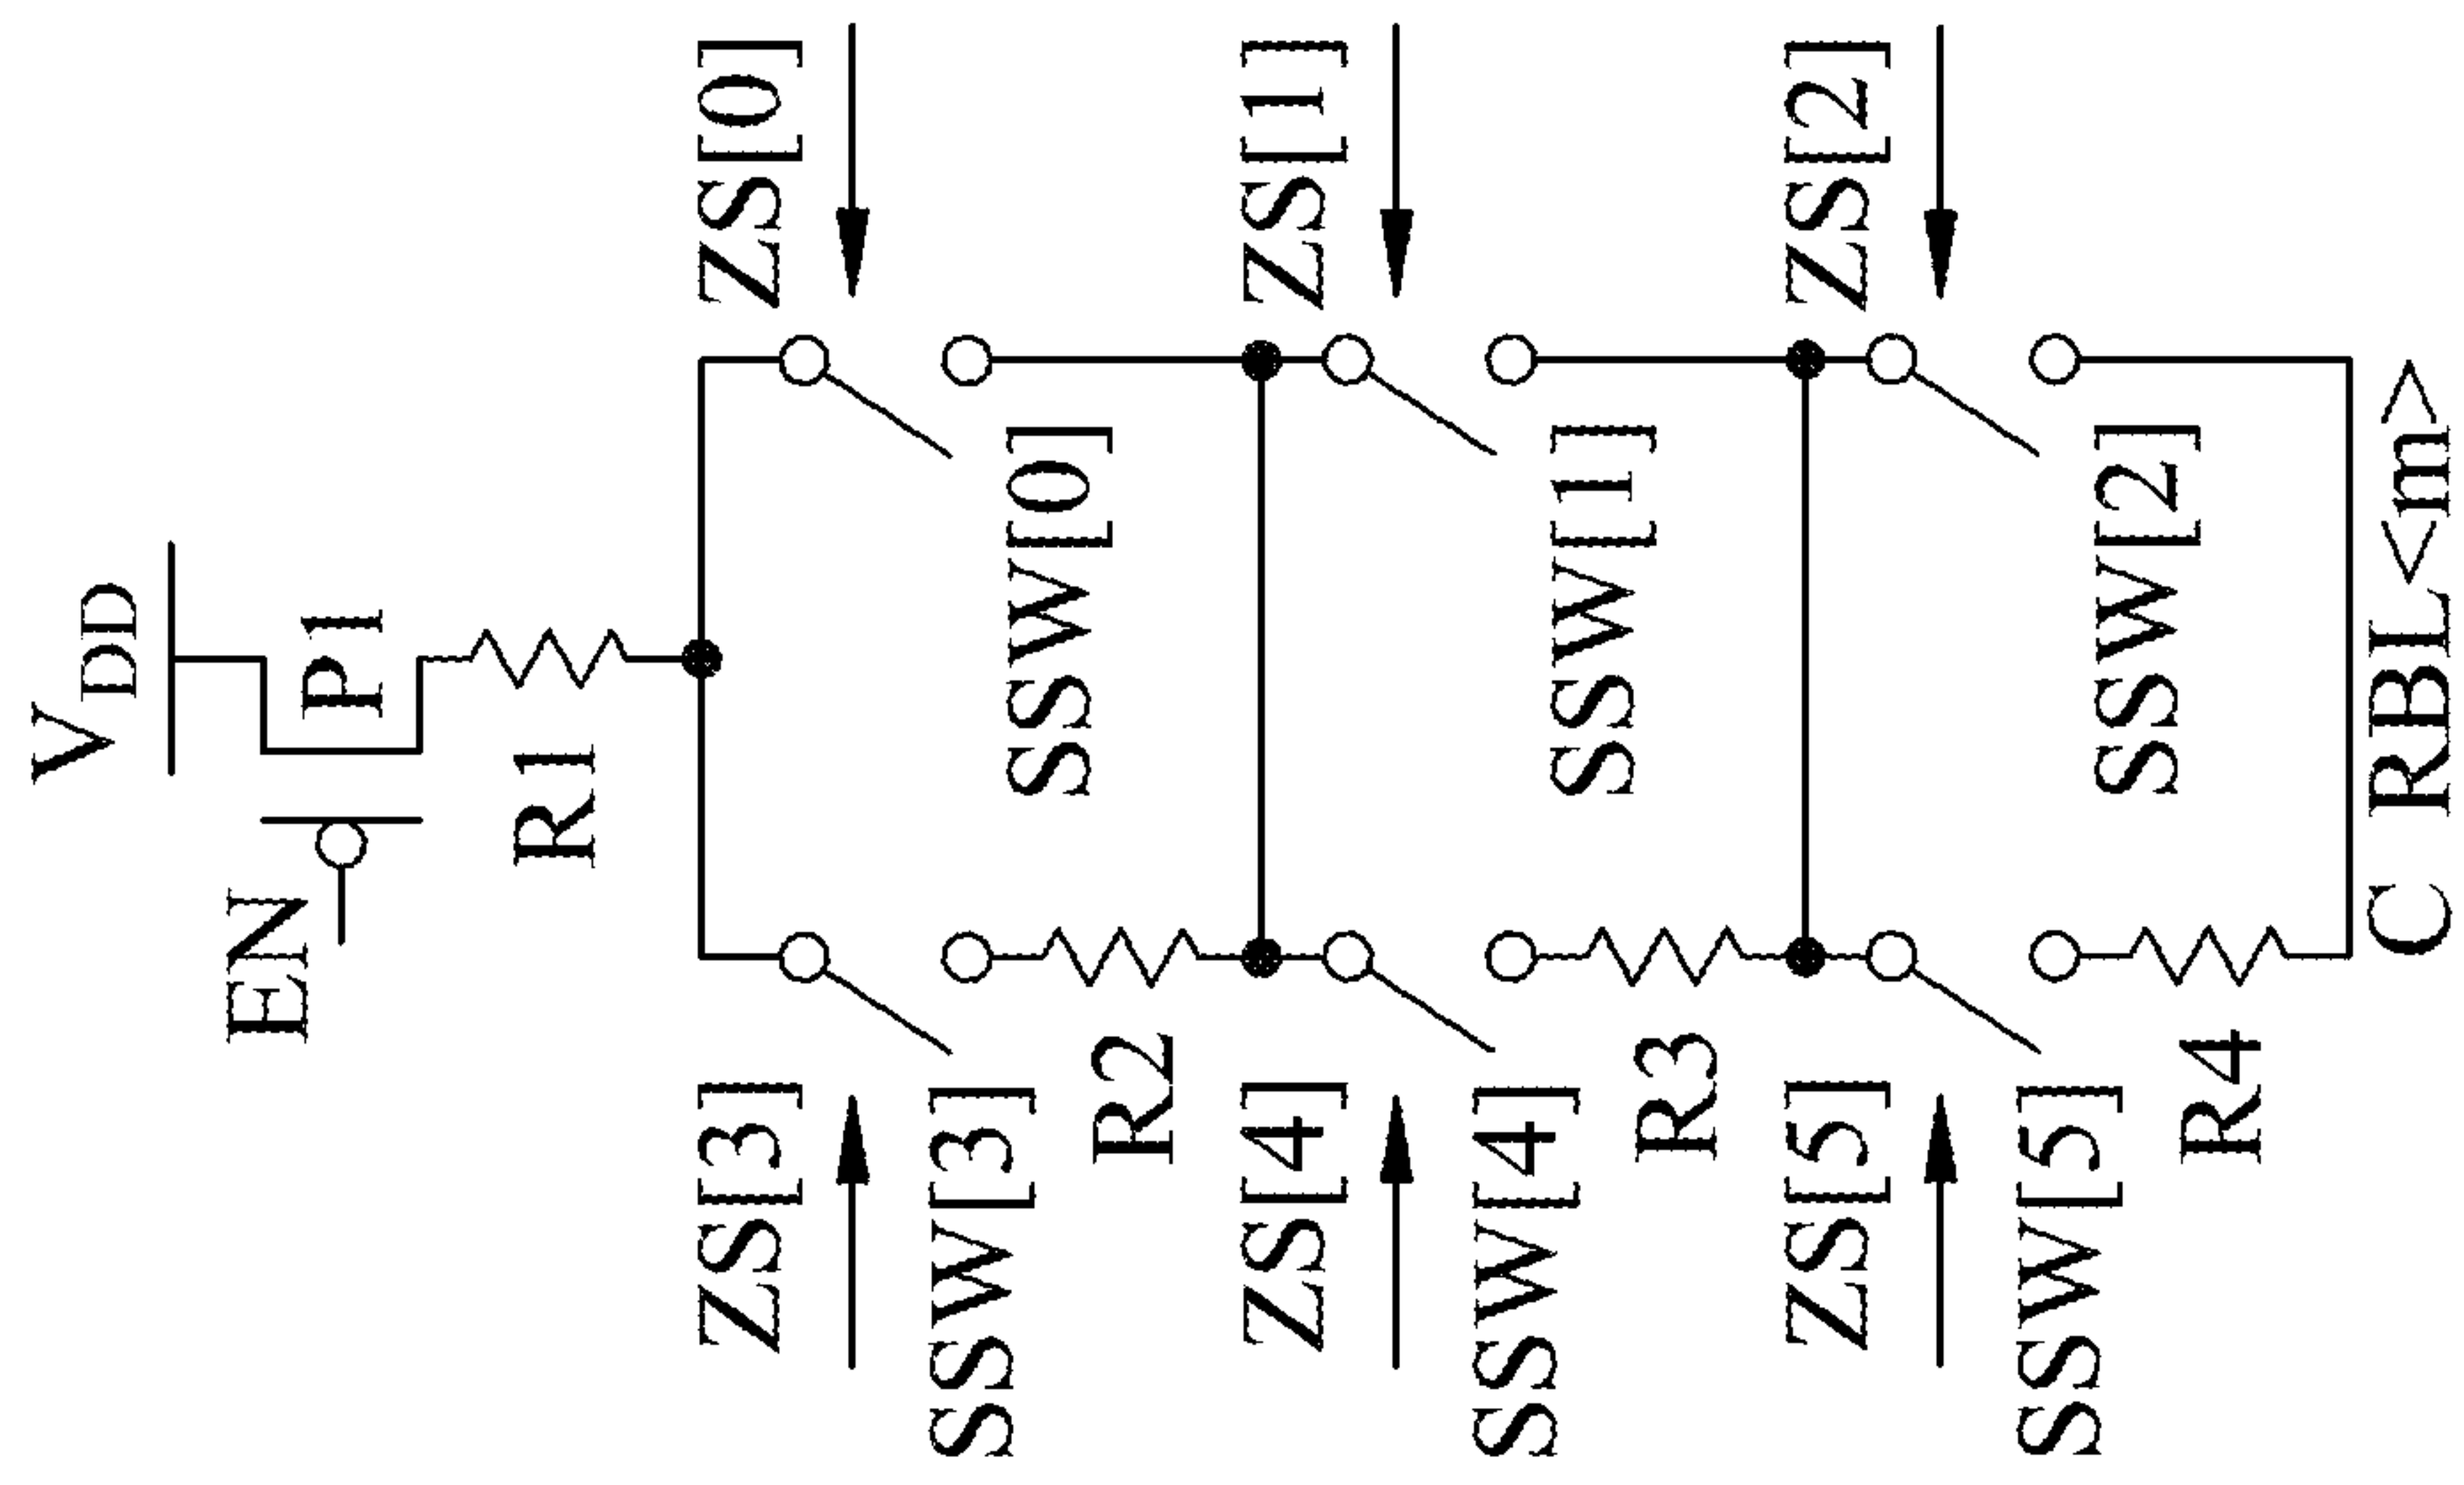 V_DD
EN
P1
R1
ZS[3]
ZS[0]
SSW[3]
SSW[0]
R2
ZS[4]
ZS[1]
SSW[4]
SSW[1]
R3
ZS[5]
ZS[2]
SSW[5]
SSW[2]
R4
C RBL<m>